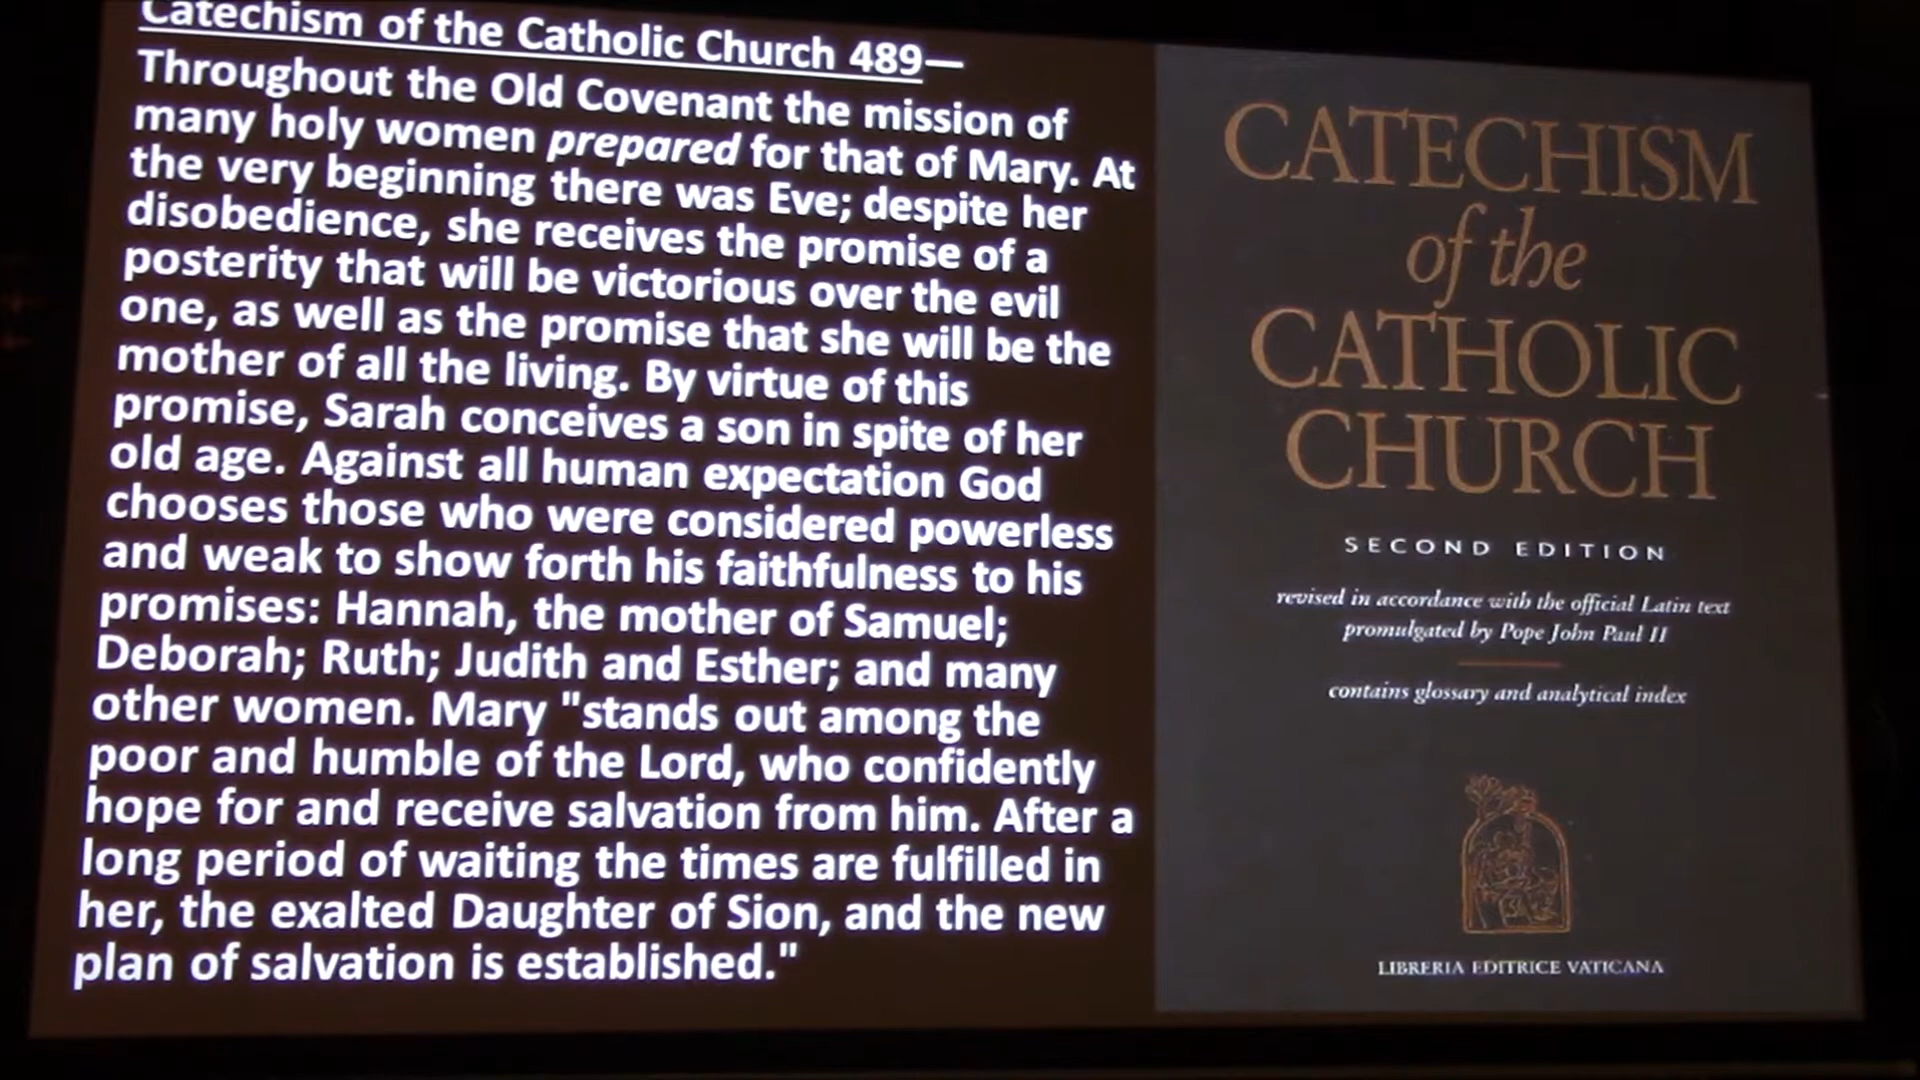 Catechism of the Catholic Church 489—
Throughout the Old Covenant the mission of
many holy women prepared for that of Mary. At
the very beginning there was Eve; despite her
disobedience, she receives the promise of a
posterity that will be victorious over the evil
one, as well as the promise that she will be the
mother of all the living. By virtue of this
promise, Sarah conceives a son in spite of her
old age. Against all human expectation God
chooses those who were considered powerless
and weak to show forth his faithfulness to his
promises: Hannah, the mother of Samuel;
Deborah; Ruth; Judith and Esther; and many
other women. Mary "stands out among the
poor and humble of the Lord, who confidently
hope for and receive salvation from him. After a
long period of waiting the times are fulfilled in
her, the exalted Daughter of Sion, and the new
plan of salvation is established."
CATECHISM
of the
CATHOLIC
CHURCH
SECOND EDITION
revised in accordance with the official Latin text
promulgated by Pope John Paul II
contains glossary and analytical index
LIBRERIA EDITRICE VATICANA